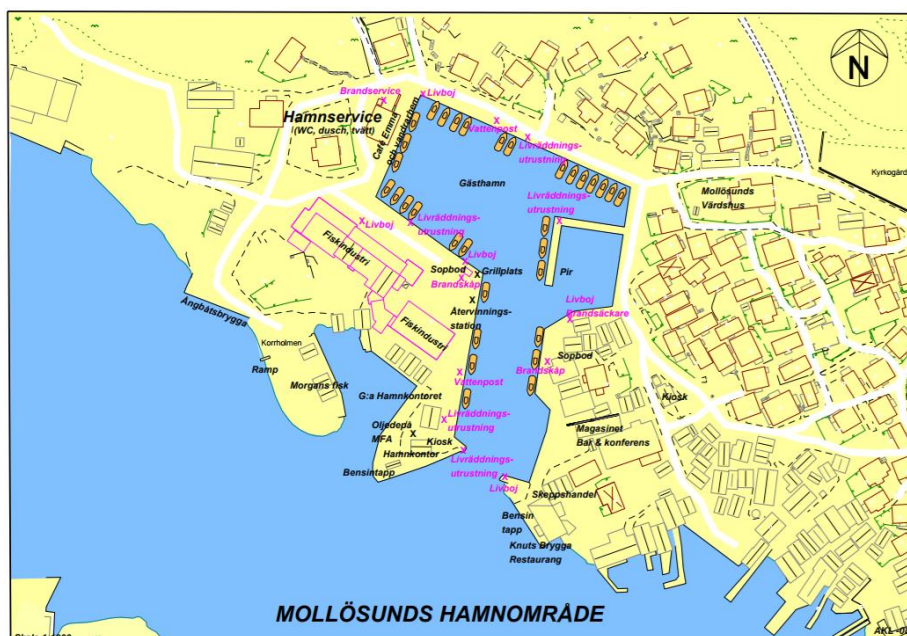 N
Brandservice
Livboj
Hamnservice
(WC, dusch, tvätt)
Café Emma
och vandrarhem
Vattenpost
Livräddnings-
utrustning
Gästhamn
Kyrkogård
Mollösunds
Värdshus
Livräddnings-
utrustning
Livboj
Livräddnings-
utrustning
Fiskindustri
Livboj
Sopbod
Grillplats
Brandskåp
Pir
Ångbåtsbrygga
Återvinnings-
station
Livboj
Brandsäckare
Fiskindustri
Korrholmen
Sopbod
Ramp
Brandskåp
Vattenpost
Morgans fisk
G:a Hamnkontoret
Kiosk
Livräddnings-
utrustning
Oljedepå
MFA
Kiosk
Hamnkontor
Magasinet
Bar & konferens
Livräddnings-
utrustning
Bensintapp
Livboj
Skeppshandel
Bensin
tapp
Knuts Brygga
Restaurang
MOLLÖSUNDS HAMNOMRÅDE